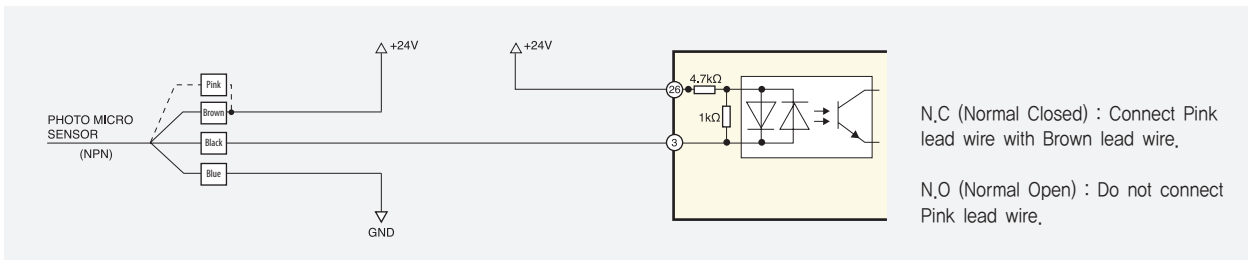 +24V
+24V
Pink
Brown
PHOTO MICRO
SENSOR
(NPN)
Black
Blue
GND
26
4.7kΩ
1kΩ
3
N.C (Normal Closed) : Connect Pink
lead wire with Brown lead wire.
N.O (Normal Open) : Do not connect
Pink lead wire.